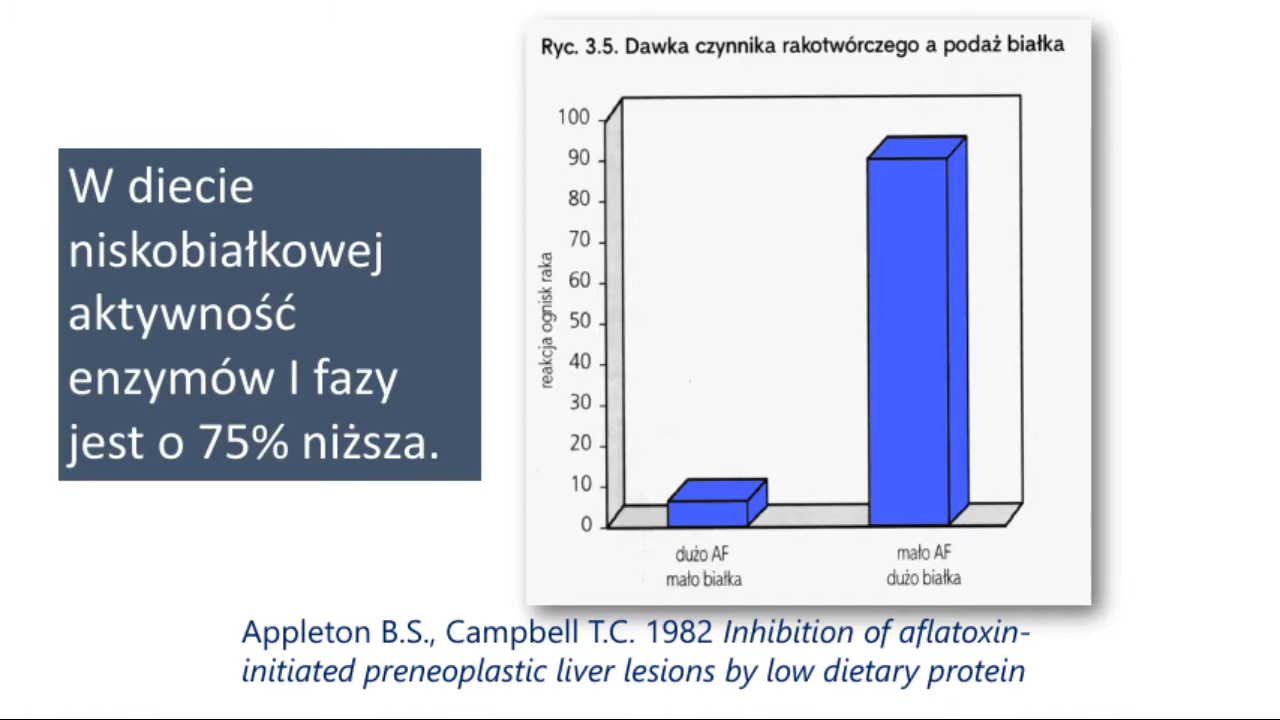 Ryc. 3.5. Dawka czynnika rakotwórczego a podaż białka
W diecie
niskobiałkowej
aktywność
enzymów I fazy
jest o 75% niższa.
reakcja ognisk raka
100
90
80
70
60
50
40
30
20
10
0
dużo AF
mało białka
mało AF
dużo białka
Appleton B.S., Campbell T.C. 1982 Inhibition of aflatoxin-
initiated preneoplastic liver lesions by low dietary protein